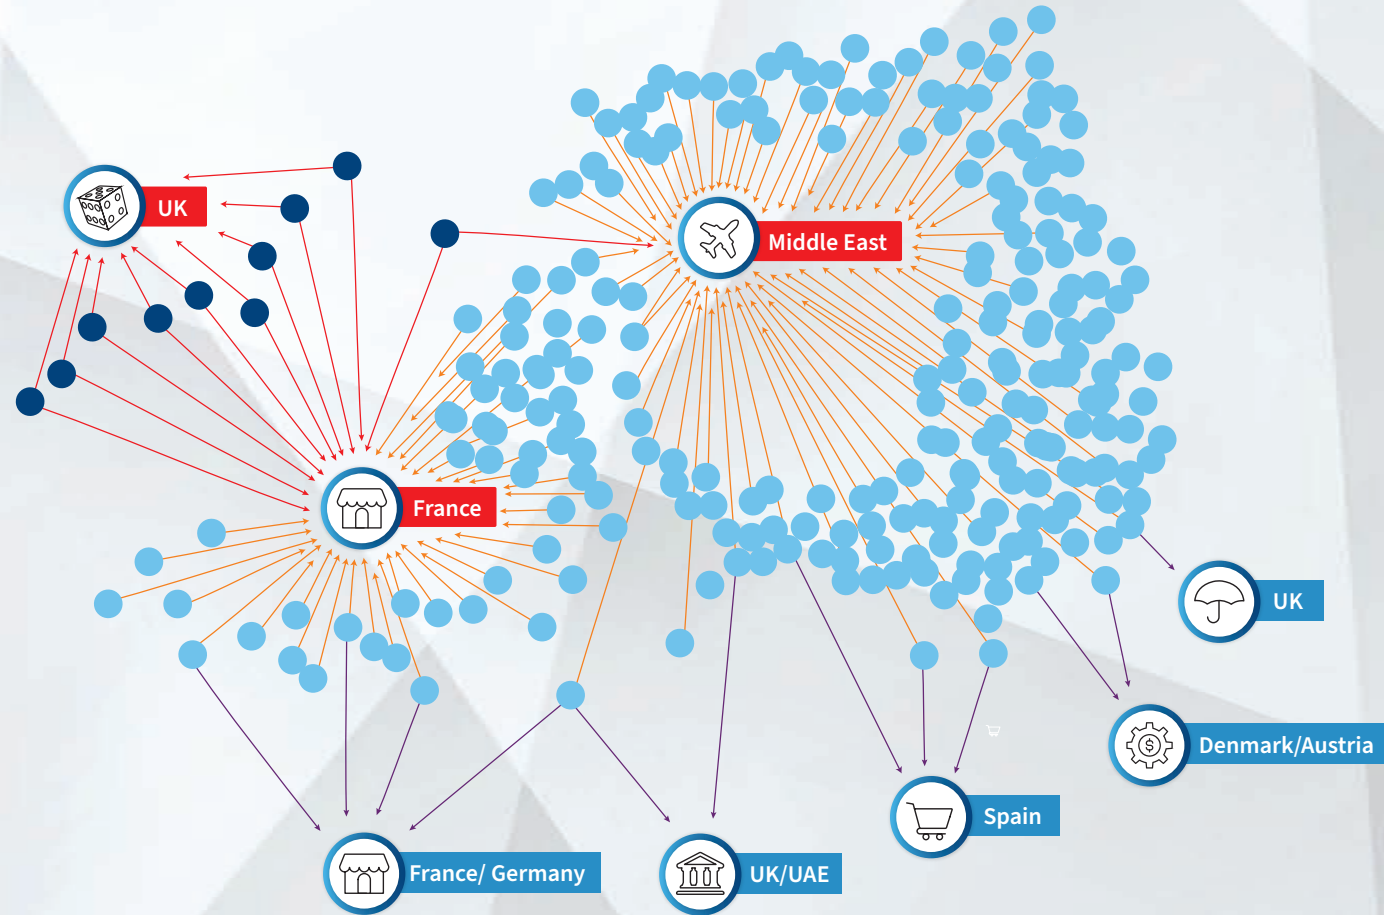 UK
Middle East
France
UK
Denmark/Austria
$
Spain
France/ Germany
UK/UAE